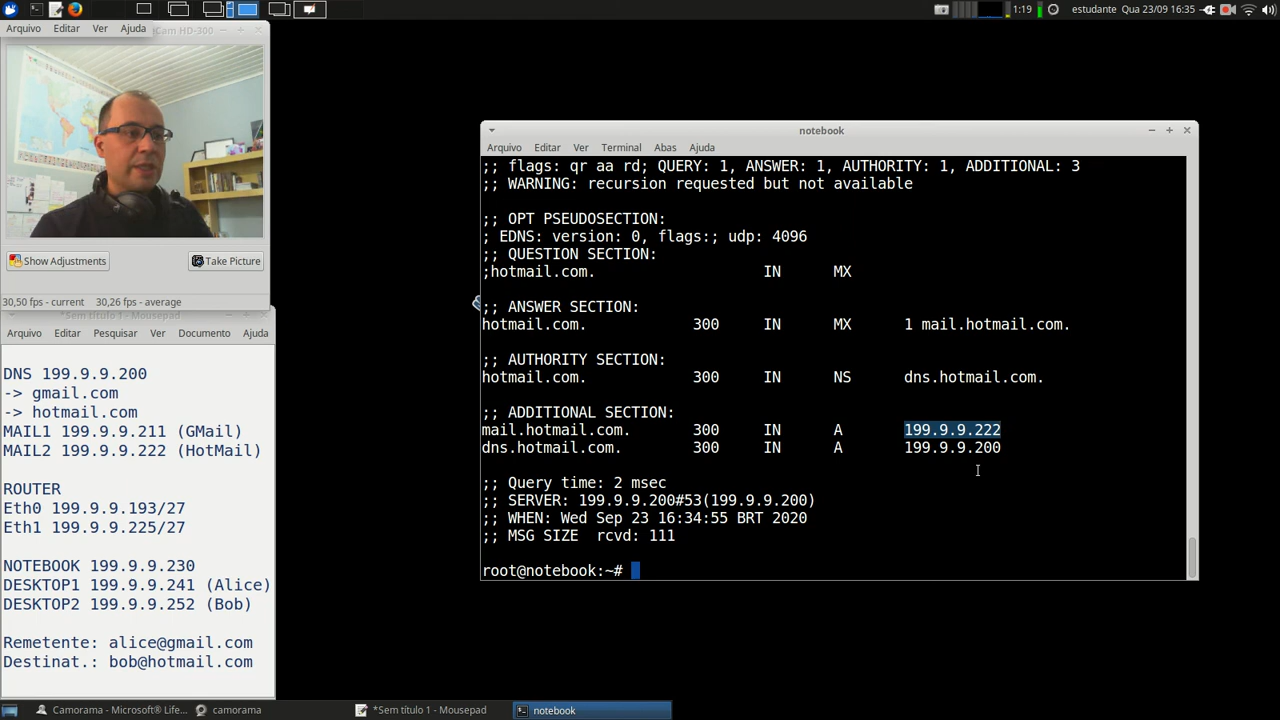 1:19
estudante
Qua 23/09 16:35
Arquivo Editar Ver Ajuda
Cam HD-300
Show Adjustments
Take Picture
30,50 fps - current 30,26 fps - average
*Sem título 1 - Mousepad
Arquivo Editar Pesquisar Ver Documento Ajuda
DNS 199.9.9.200
-> gmail.com
-> hotmail.com
MAIL1 199.9.9.211 (GMail)
MAIL2 199.9.9.222 (HotMail)
ROUTER
Eth0 199.9.9.193/27
Eth1 199.9.9.225/27
NOTEBOOK 199.9.9.230
DESKTOP1 199.9.9.241 (Alice)
DESKTOP2 199.9.9.252 (Bob)
Remetente: alice@gmail.com
Destinat.: bob@hotmail.com
notebook
Arquivo Editar Ver Terminal Abas Ajuda
;; flags: qr aa rd; QUERY: 1, ANSWER: 1, AUTHORITY: 1, ADDITIONAL: 3
;; WARNING: recursion requested but not available
;; OPT PSEUDOSECTION:
; EDNS: version: 0, flags:; udp: 4096
;; QUESTION SECTION:
;hotmail.com. IN MX
;; ANSWER SECTION:
hotmail.com. 300 IN MX 1 mail.hotmail.com.
;; AUTHORITY SECTION:
hotmail.com. 300 IN NS dns.hotmail.com.
;; ADDITIONAL SECTION:
mail.hotmail.com. 300 IN A 199.9.9.222
dns.hotmail.com. 300 IN A 199.9.9.200
;; Query time: 2 msec
;; SERVER: 199.9.9.200#53(199.9.9.200)
;; WHEN: Wed Sep 23 16:34:55 BRT 2020
;; MSG SIZE rcvd: 111
root@notebook:~#
Camorama - Microsoft® Life...
camorama
*Sem título 1 - Mousepad
notebook